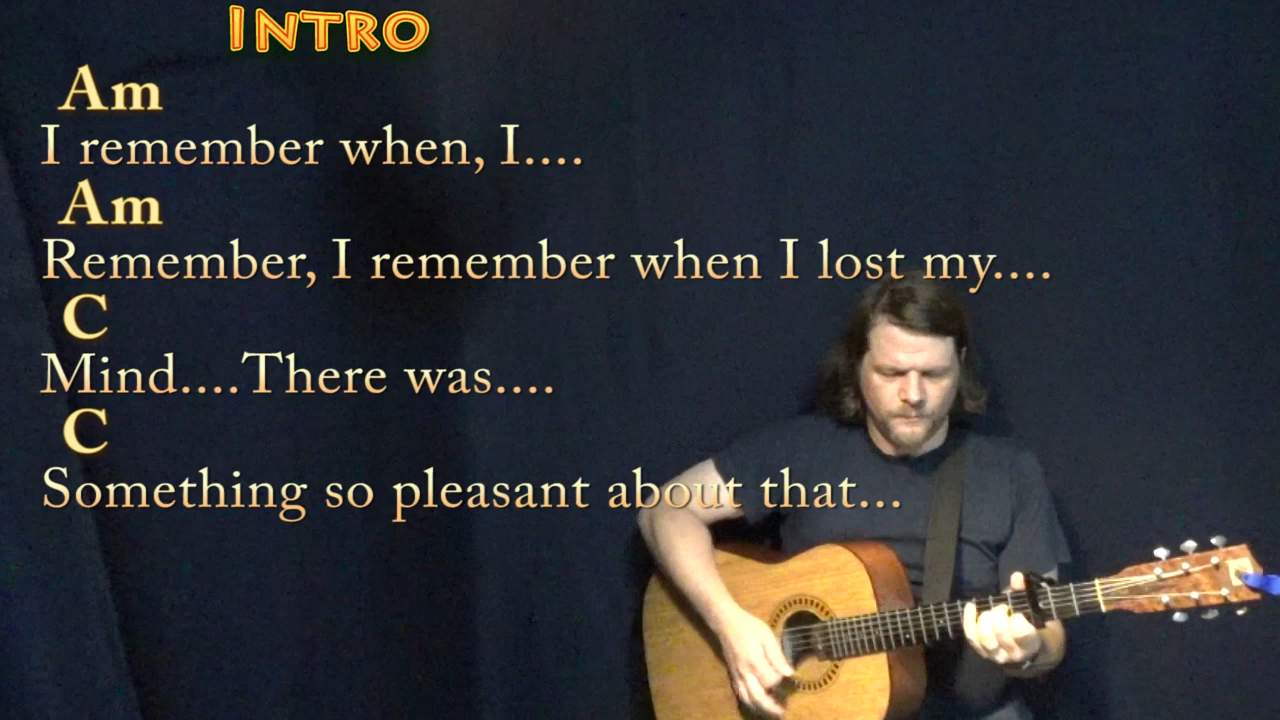 INTRO
Am
I remember when, I....
Am
Remember, I remember when I lost my....
C
Mind....There was....
C
Something so pleasant about that...